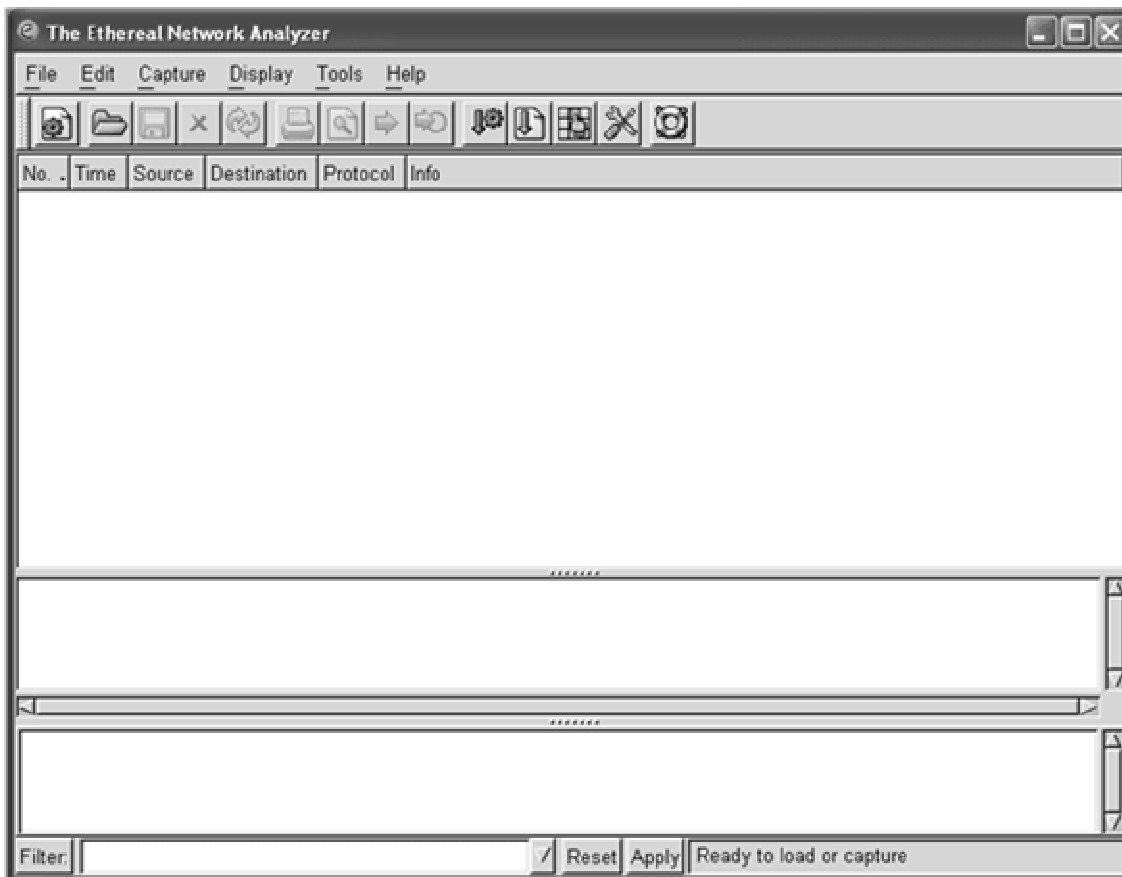 The Ethereal Network Analyzer
File Edit Capture Display Tools Help
No. Time Source Destination Protocol Info
Filter: Reset Apply Ready to load or capture